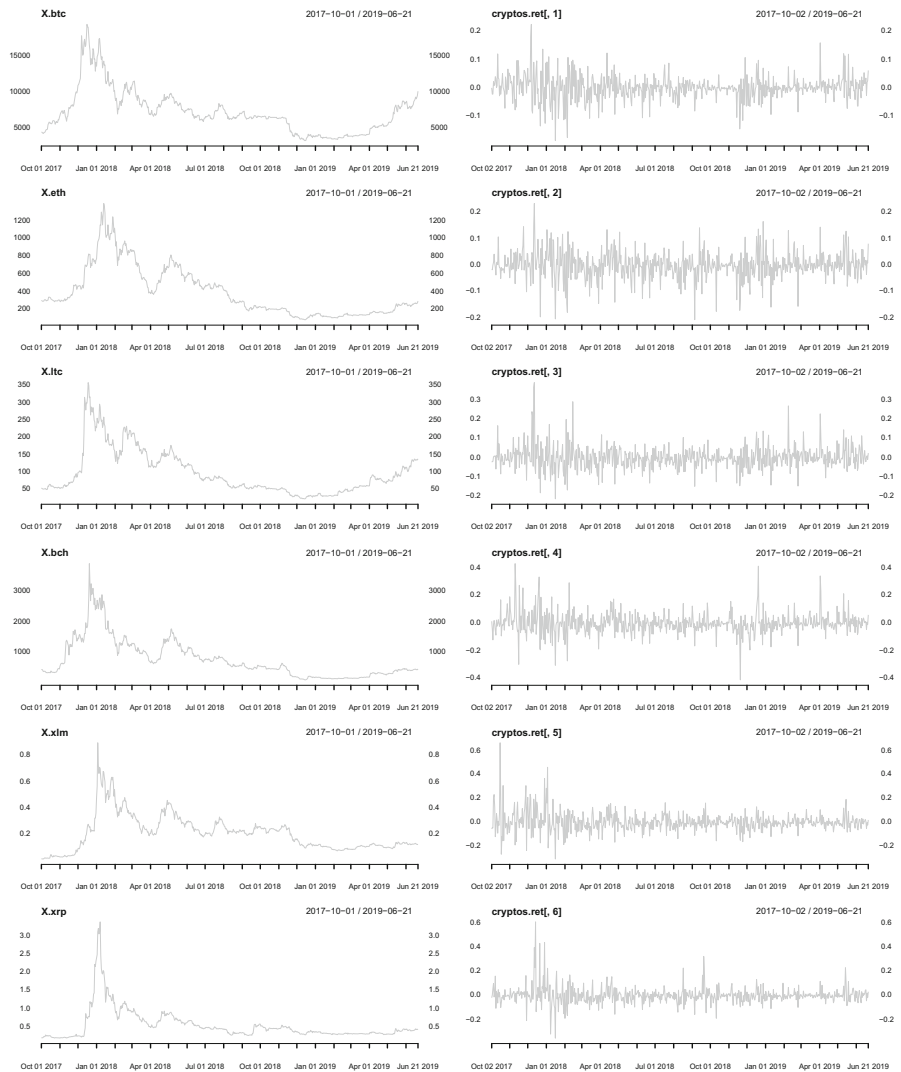 X.btc 2017−10−01 / 2019−06−21
15000 15000
10000 10000
5000 5000
Oct 01 2017 Jan 01 2018 Apr 01 2018 Jul 01 2018 Oct 01 2018 Jan 01 2019 Apr 01 2019 Jun 21 2019
cryptos.ret[, 1] 2017−10−02 / 2019−06−21
0.2 0.2
0.1 0.1
0.0 0.0
−0.1 −0.1
Oct 02 2017 Jan 01 2018 Apr 01 2018 Jul 01 2018 Oct 01 2018 Jan 01 2019 Apr 01 2019 Jun 21 2019
X.eth 2017−10−01 / 2019−06−21
1200 1200
1000 1000
800 800
600 600
400 400
200 200
Oct 01 2017 Jan 01 2018 Apr 01 2018 Jul 01 2018 Oct 01 2018 Jan 01 2019 Apr 01 2019 Jun 21 2019
cryptos.ret[, 2] 2017−10−02 / 2019−06−21
0.2 0.2
0.1 0.1
0.0 0.0
−0.1 −0.1
−0.2 −0.2
Oct 02 2017 Jan 01 2018 Apr 01 2018 Jul 01 2018 Oct 01 2018 Jan 01 2019 Apr 01 2019 Jun 21 2019
X.ltc 2017−10−01 / 2019−06−21
350 350
300 300
250 250
200 200
150 150
100 100
50 50
Oct 01 2017 Jan 01 2018 Apr 01 2018 Jul 01 2018 Oct 01 2018 Jan 01 2019 Apr 01 2019 Jun 21 2019
cryptos.ret[, 3] 2017−10−02 / 2019−06−21
0.3 0.3
0.2 0.2
0.1 0.1
0.0 0.0
−0.1 −0.1
−0.2 −0.2
Oct 02 2017 Jan 01 2018 Apr 01 2018 Jul 01 2018 Oct 01 2018 Jan 01 2019 Apr 01 2019 Jun 21 2019
X.bch 2017−10−01 / 2019−06−21
3000 3000
2000 2000
1000 1000
Oct 01 2017 Jan 01 2018 Apr 01 2018 Jul 01 2018 Oct 01 2018 Jan 01 2019 Apr 01 2019 Jun 21 2019
cryptos.ret[, 4] 2017−10−02 / 2019−06−21
0.4 0.4
0.2 0.2
0.0 0.0
−0.2 −0.2
−0.4 −0.4
Oct 02 2017 Jan 01 2018 Apr 01 2018 Jul 01 2018 Oct 01 2018 Jan 01 2019 Apr 01 2019 Jun 21 2019
X.xlm 2017−10−01 / 2019−06−21
0.8 0.8
0.6 0.6
0.4 0.4
0.2 0.2
Oct 01 2017 Jan 01 2018 Apr 01 2018 Jul 01 2018 Oct 01 2018 Jan 01 2019 Apr 01 2019 Jun 21 2019
cryptos.ret[, 5] 2017−10−02 / 2019−06−21
0.6 0.6
0.4 0.4
0.2 0.2
0.0 0.0
−0.2 −0.2
Oct 02 2017 Jan 01 2018 Apr 01 2018 Jul 01 2018 Oct 01 2018 Jan 01 2019 Apr 01 2019 Jun 21 2019
X.xrp 2017−10−01 / 2019−06−21
3.0 3.0
2.5 2.5
2.0 2.0
1.5 1.5
1.0 1.0
0.5 0.5
Oct 01 2017 Jan 01 2018 Apr 01 2018 Jul 01 2018 Oct 01 2018 Jan 01 2019 Apr 01 2019 Jun 21 2019
cryptos.ret[, 6] 2017−10−02 / 2019−06−21
0.6 0.6
0.4 0.4
0.2 0.2
0.0 0.0
−0.2 −0.2
Oct 02 2017 Jan 01 2018 Apr 01 2018 Jul 01 2018 Oct 01 2018 Jan 01 2019 Apr 01 2019 Jun 21 2019